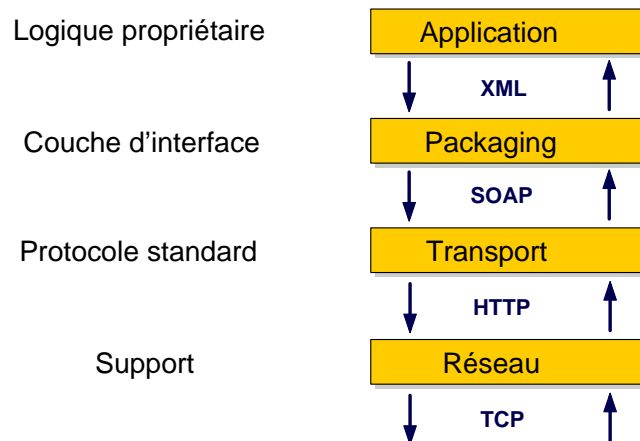 Logique propriétaire
Application
XML
Couche d’interface
Packaging
SOAP
Protocole standard
Transport
HTTP
Support
Réseau
TCP